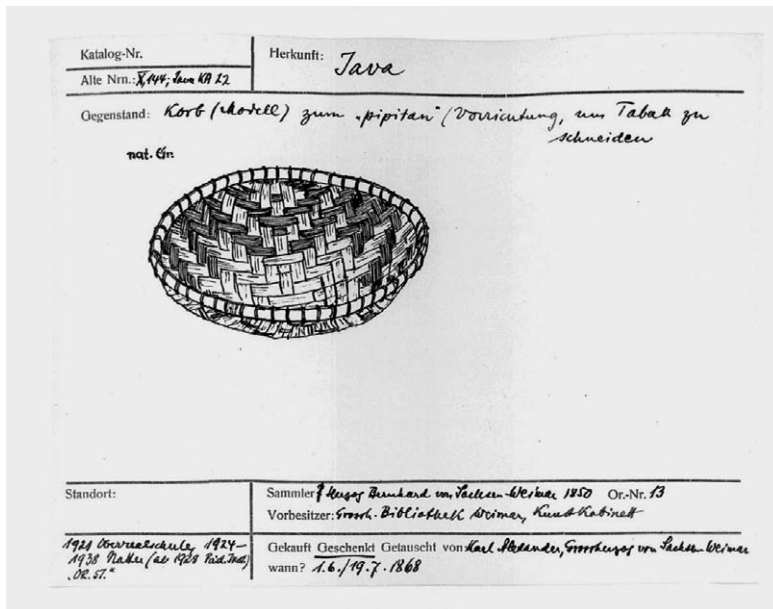 Katalog-Nr.
Herkunft: Java
Alte Nrn.: X,144; Java KA 22
Gegenstand: Korb (Modell) zum "pipitan" (Vorrichtung, um Tabak zu
schneiden
nat. Gr.
Standort:
Sammler: Herzog Bernhard von Sachsen-Weimar 1850 Or.-Nr. 13
Vorbesitzer: Grossh. Bibliothek Weimar, Kunstkabinett
1921 Oberrealschule, 1924-
1938 (ab 1928
"OR. ST."
Gekauft Geschenkt Getauscht von Karl Alexander, Grossherzog von Sachsen-Weimar
wann? 1.6./19.7.1868